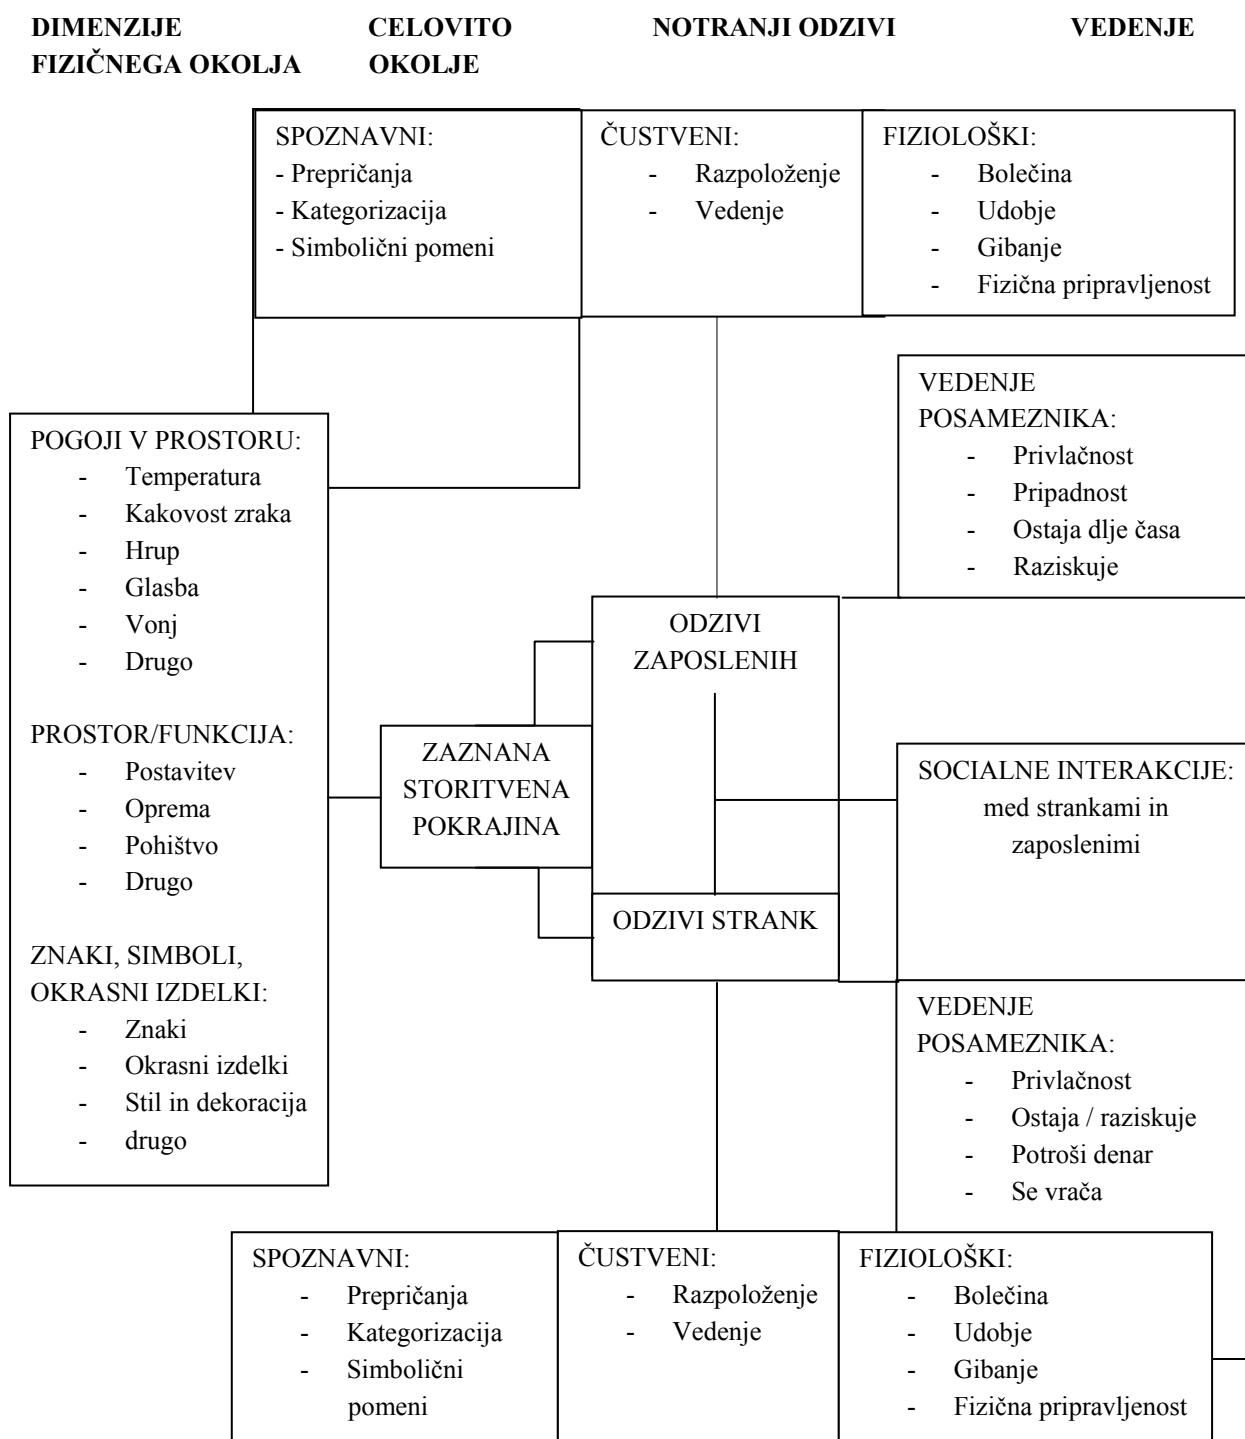 DIMENZIJE
FIZIČNEGA OKOLJA
CELOVITO
OKOLJE
NOTRANJI ODZIVI
VEDENJE
SPOZNAVNI:
- Prepričanja
- Kategorizacija
- Simbolični pomeni
ČUSTVENI:
- Razpoloženje
- Vedenje
FIZIOLOŠKI:
- Bolečina
- Udobje
- Gibanje
- Fizična pripravljenost
VEDENJE
POSAMEZNIKA:
- Privlačnost
- Pripadnost
- Ostaja dlje časa
- Raziskuje
POGOJI V PROSTORU:
- Temperatura
- Kakovost zraka
- Hrup
- Glasba
- Vonj
- Drugo
PROSTOR/FUNKCIJA:
- Postavitev
- Oprema
- Pohištvo
- Drugo
ZNAKI, SIMBOLI,
OKRASNI IZDELKI:
- Znaki
- Okrasni izdelki
- Stil in dekoracija
- drugo
ZAZNANA
STORITVENA
POKRAJINA
ODZIVI
ZAPOSLENIH
ODZIVI STRANK
SOCIALNE INTERAKCIJE:
med strankami in
zaposlenimi
VEDENJE
POSAMEZNIKA:
- Privlačnost
- Ostaja / raziskuje
- Potroši denar
- Se vrača
SPOZNAVNI:
- Prepričanja
- Kategorizacija
- Simbolični
pomeni
ČUSTVENI:
- Razpoloženje
- Vedenje
FIZIOLOŠKI:
- Bolečina
- Udobje
- Gibanje
- Fizična pripravljenost